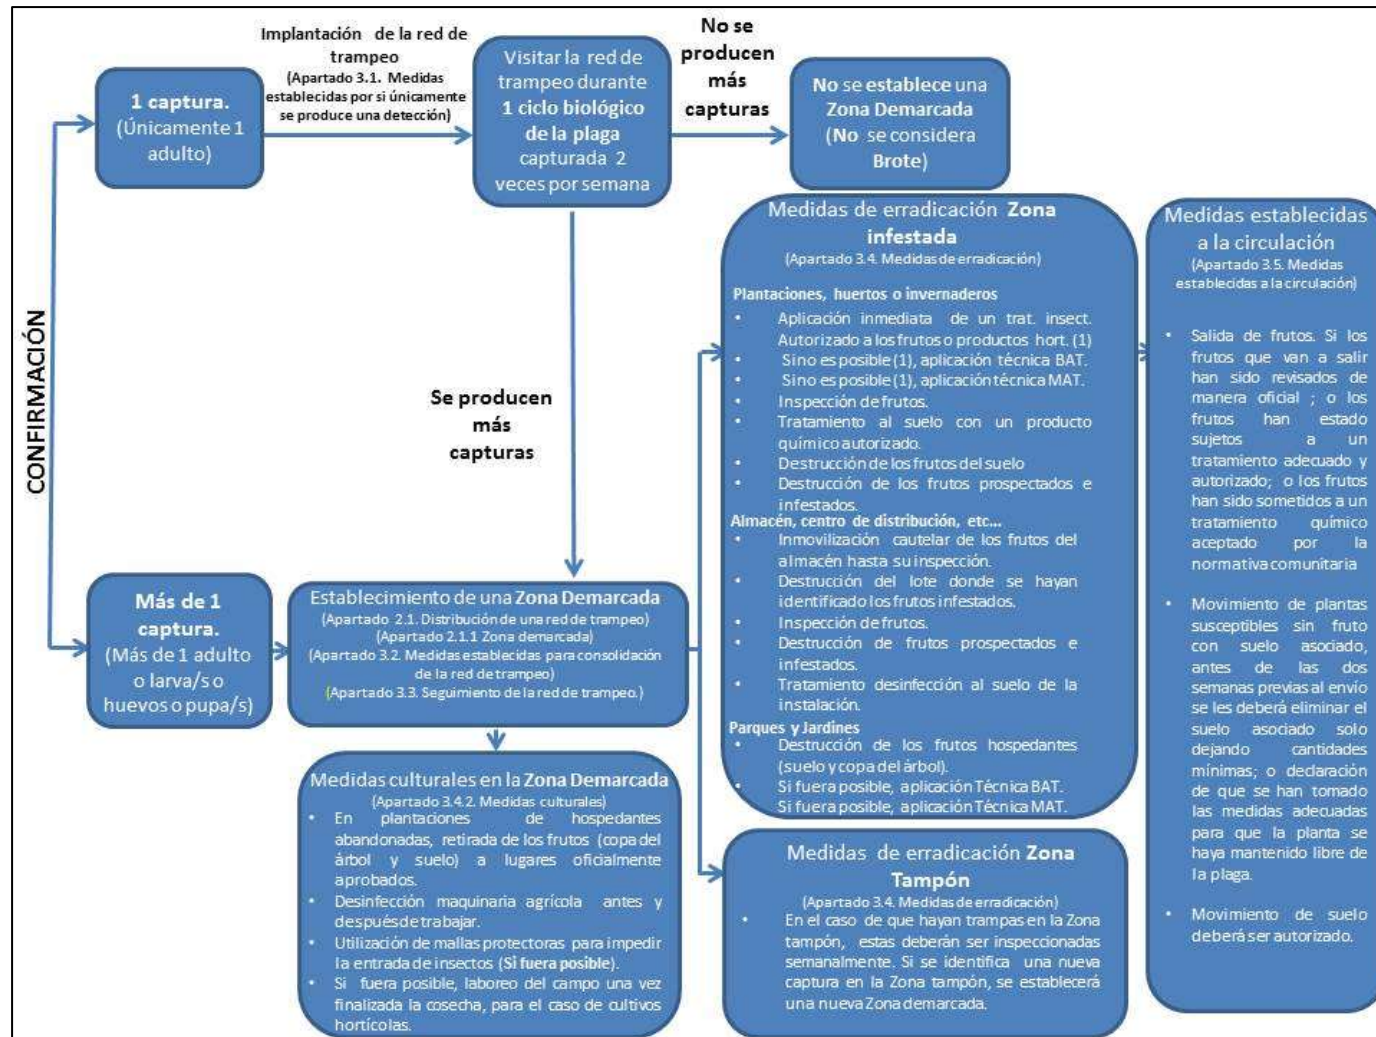 CONFIRMACIÓN
1 captura.
(Únicamente 1
adulto)
Implantación de la red de
trampeo
(Apartado 3.1. Medidas
establecidas por si únicamente
se produce una detección)
Visitar la red de
trampeo durante
1 ciclo biológico
de la plaga
capturada 2
veces por semana
No se
producen
más
capturas
No se establece una
Zona Demarcada
(No se considera
Brote)
Se producen
más
capturas
Más de 1
captura.
(Más de 1 adulto
o larva/s o
huevos o pupa/s)
Establecimiento de una Zona Demarcada
(Apartado 2.1. Distribución de una red de trampeo)
(Apartado 2.1.1 Zona demarcada)
(Apartado 3.2. Medidas establecidas para consolidación
de la red de trampeo)
(Apartado 3.3. Seguimiento de la red de trampeo.)
Medidas culturales en la Zona Demarcada
(Apartado 3.4.2. Medidas culturales)
• En plantaciones de hospedantes
abandonadas, retirada de los frutos (copa del
árbol y suelo) a lugares oficialmente
aprobados.
• Desinfección maquinaria agrícola antes y
después de trabajar.
• Utilización de mallas protectoras para impedir
la entrada de insectos (Si fuera posible).
• Si fuera posible, laboreo del campo una vez
finalizada la cosecha, para el caso de cultivos
hortícolas.
Medidas de erradicación Zona
infestada
(Apartado 3.4. Medidas de erradicación)
Plantaciones, huertos o invernaderos
• Aplicación inmediata de un trat. insect.
Autorizado a los frutos o productos hort. (1)
• Sino es posible (1), aplicación técnica BAT.
• Sino es posible (1), aplicación técnica MAT.
• Inspección de frutos.
• Tratamiento al suelo con un producto
químico autorizado.
• Destrucción de los frutos del suelo
• Destrucción de los frutos prospectados e
infestados.
Almacén, centro de distribución, etc...
• Inmovilización cautelar de los frutos del
almacén hasta su inspección.
• Destrucción del lote donde se hayan
identificado los frutos infestados.
• Inspección de frutos.
• Destrucción de frutos prospectados e
infestados.
• Tratamiento desinfección al suelo de la
instalación.
Parques y Jardines
• Destrucción de los frutos hospedantes
(suelo y copa del àrbol).
• Si fuera posible, aplicación Técnica BAT.
• Si fuera posible, aplicación Técnica MAT.
Medidas de erradicación Zona
Tampón
(Apartado 3.4. Medidas de erradicación)
• En el caso de que hayan trampas en la Zona
tampón, estas deberán ser inspeccionadas
semanalmente. Si se identifica una nueva
captura en la Zona tampón, se establecerá
una nueva Zona demarcada.
Medidas establecidas
a la circulación
(Apartado 3.5. Medidas
establecidas a la circulación)
• Salida de frutos. Si los
frutos que van a salir
han sido revisados de
manera oficial ; o los
frutos han estado
sujetos a un
tratamiento adecuado y
autorizado; o los frutos
han sido sometidos a un
tratamiento químico
aceptado por la
normativa comunitaria
• Movimiento de plantas
susceptibles sin fruto
con suelo asociado,
antes de las dos
semanas previas al envío
se les deberá eliminar el
suelo asociado solo
dejando cantidades
mínimas; o declaración
de que se han tomado
las medidas adecuadas
para que la planta se
haya mantenido libre de
la plaga.
• Movimiento de suelo
deberá ser autorizado.